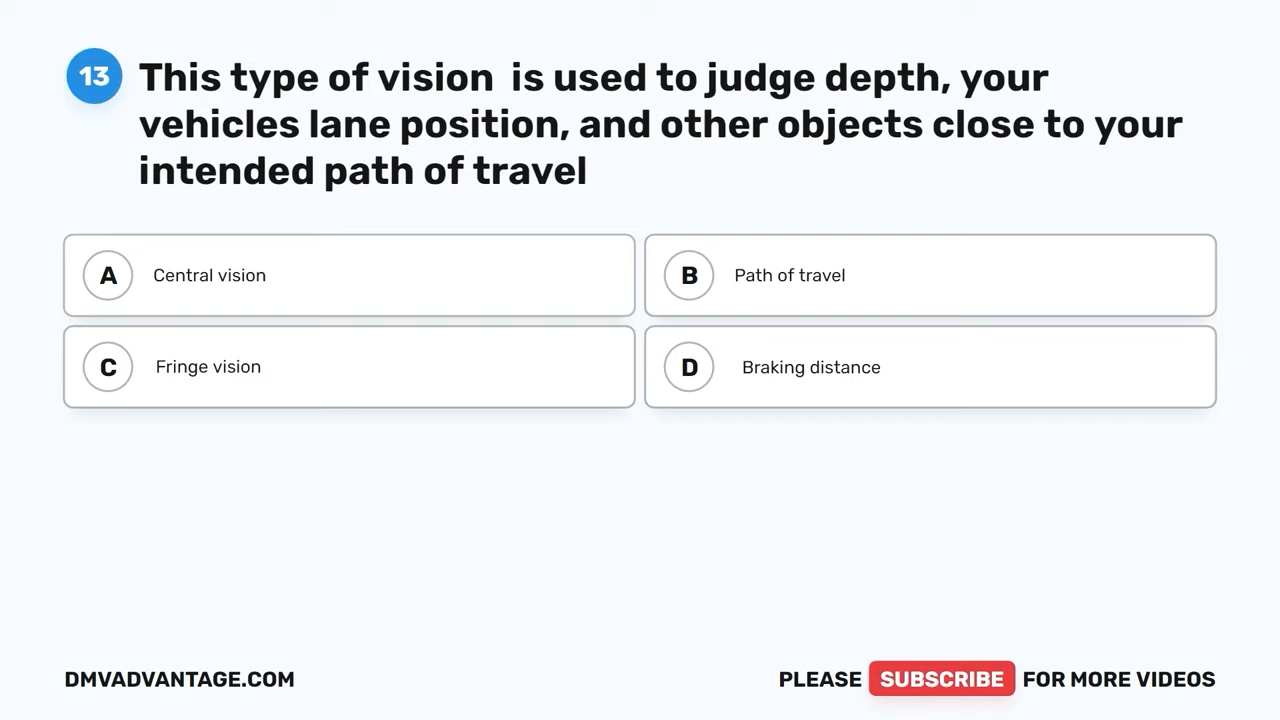 13
This type of vision  is used to judge depth, your
vehicles lane position, and other objects close to your
intended path of travel
A Central vision
B Path of travel
C Fringe vision
D Braking distance
DMVADVANTAGE.COM
PLEASE SUBSCRIBE FOR MORE VIDEOS